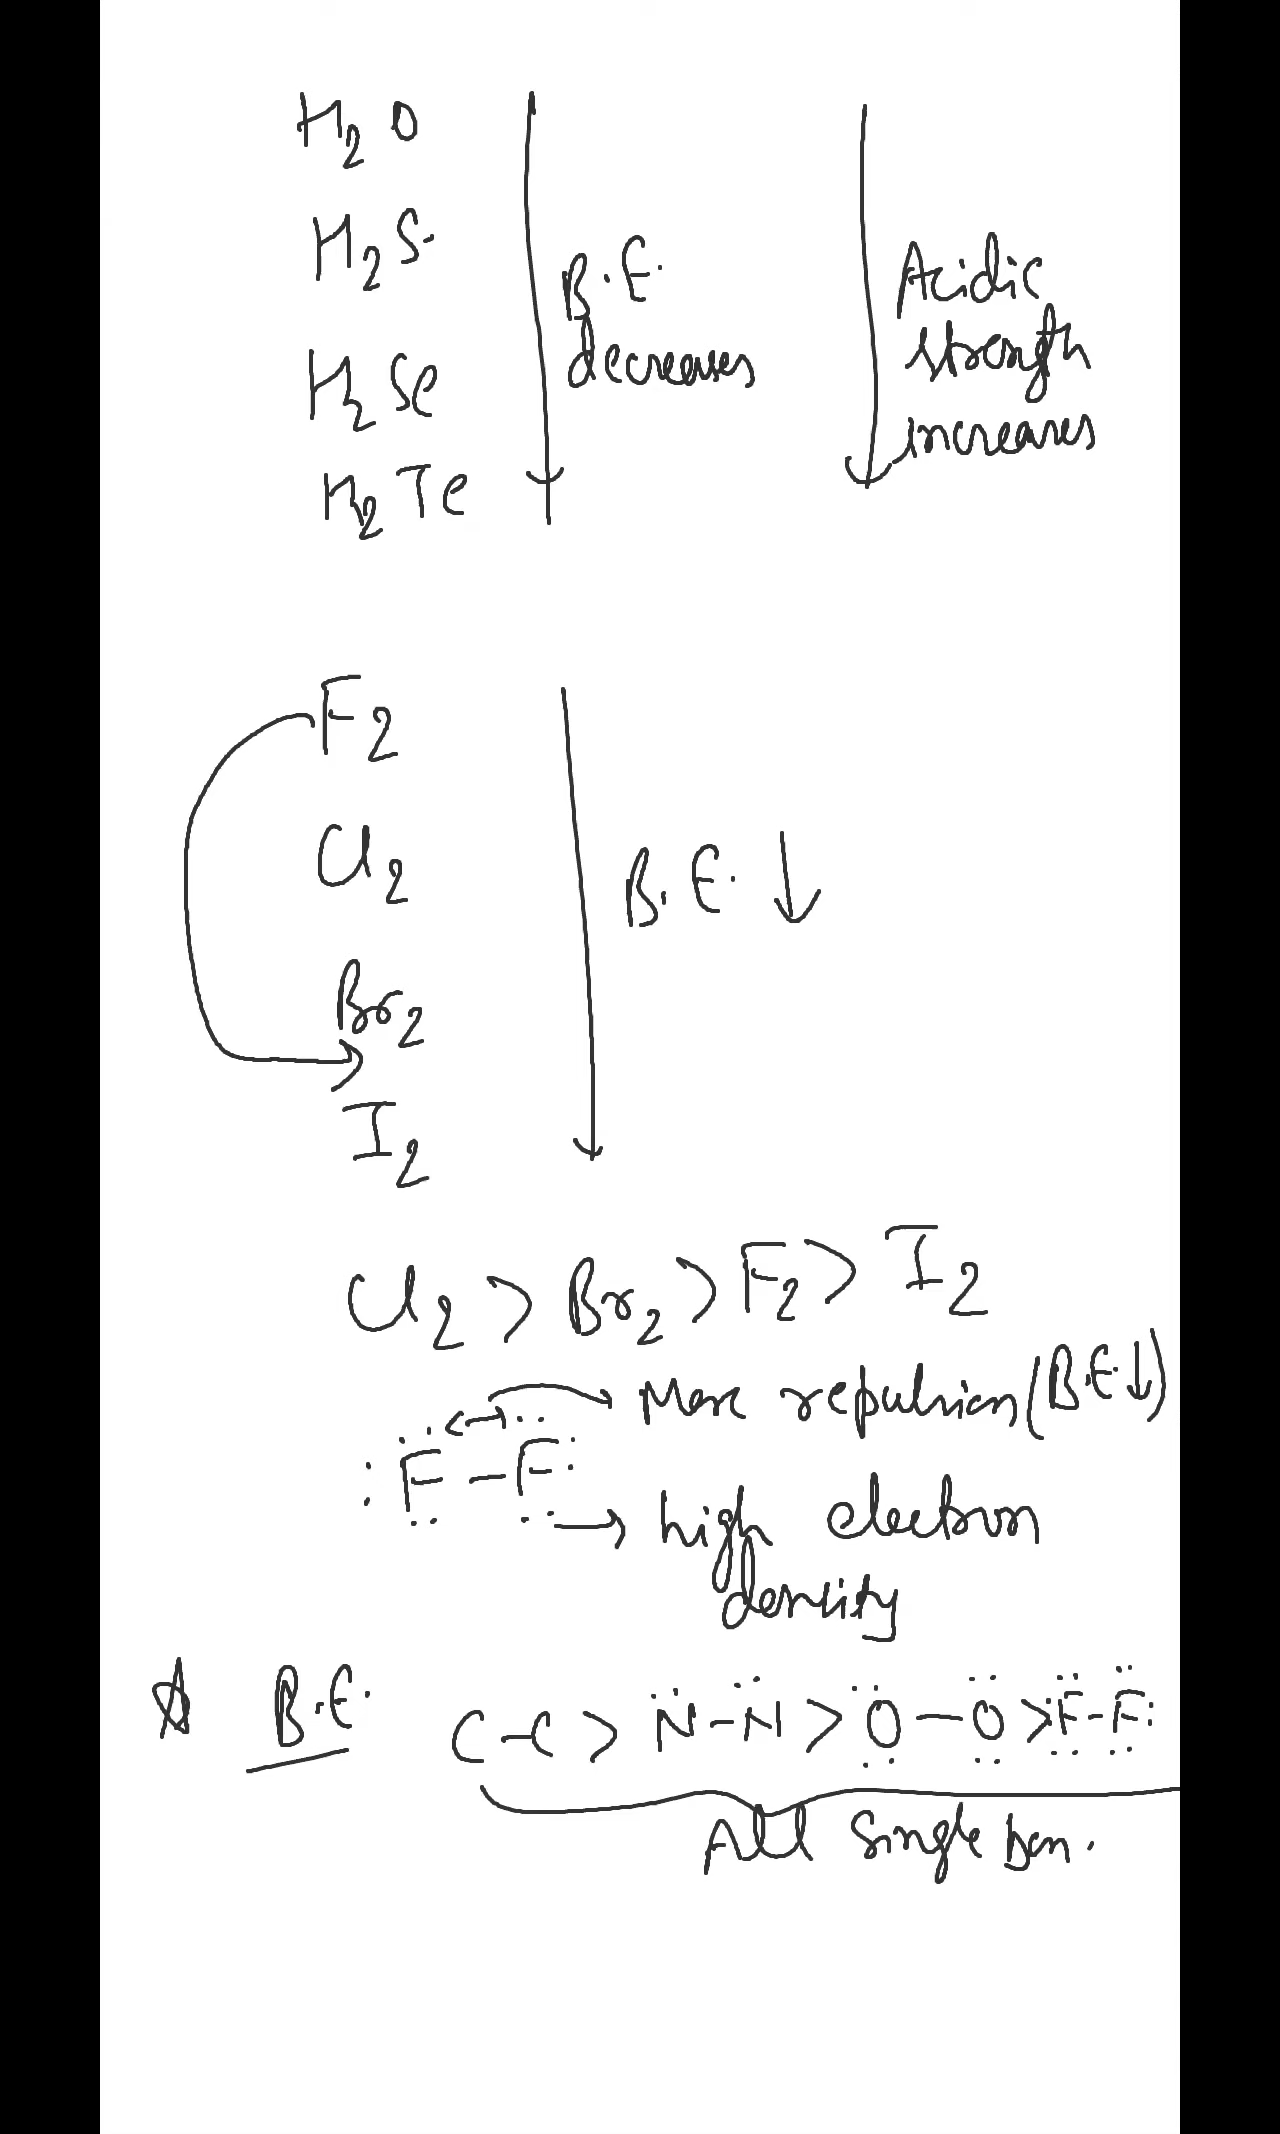 H₂O
H₂S
H₂Se
H₂Te
B.E.
decreases
Acidic
strength
increases
F₂
Cl₂
Br₂
I₂
B.E. ↓
Cl₂ > Br₂ > F₂ > I₂
More repulsion (B.E ↓)
:F̈ - F̈:
→ high electron
density
☆ B.E. C-C > N̈-N̈ > Ö-Ö > :F̈-F̈:
All Single bon.